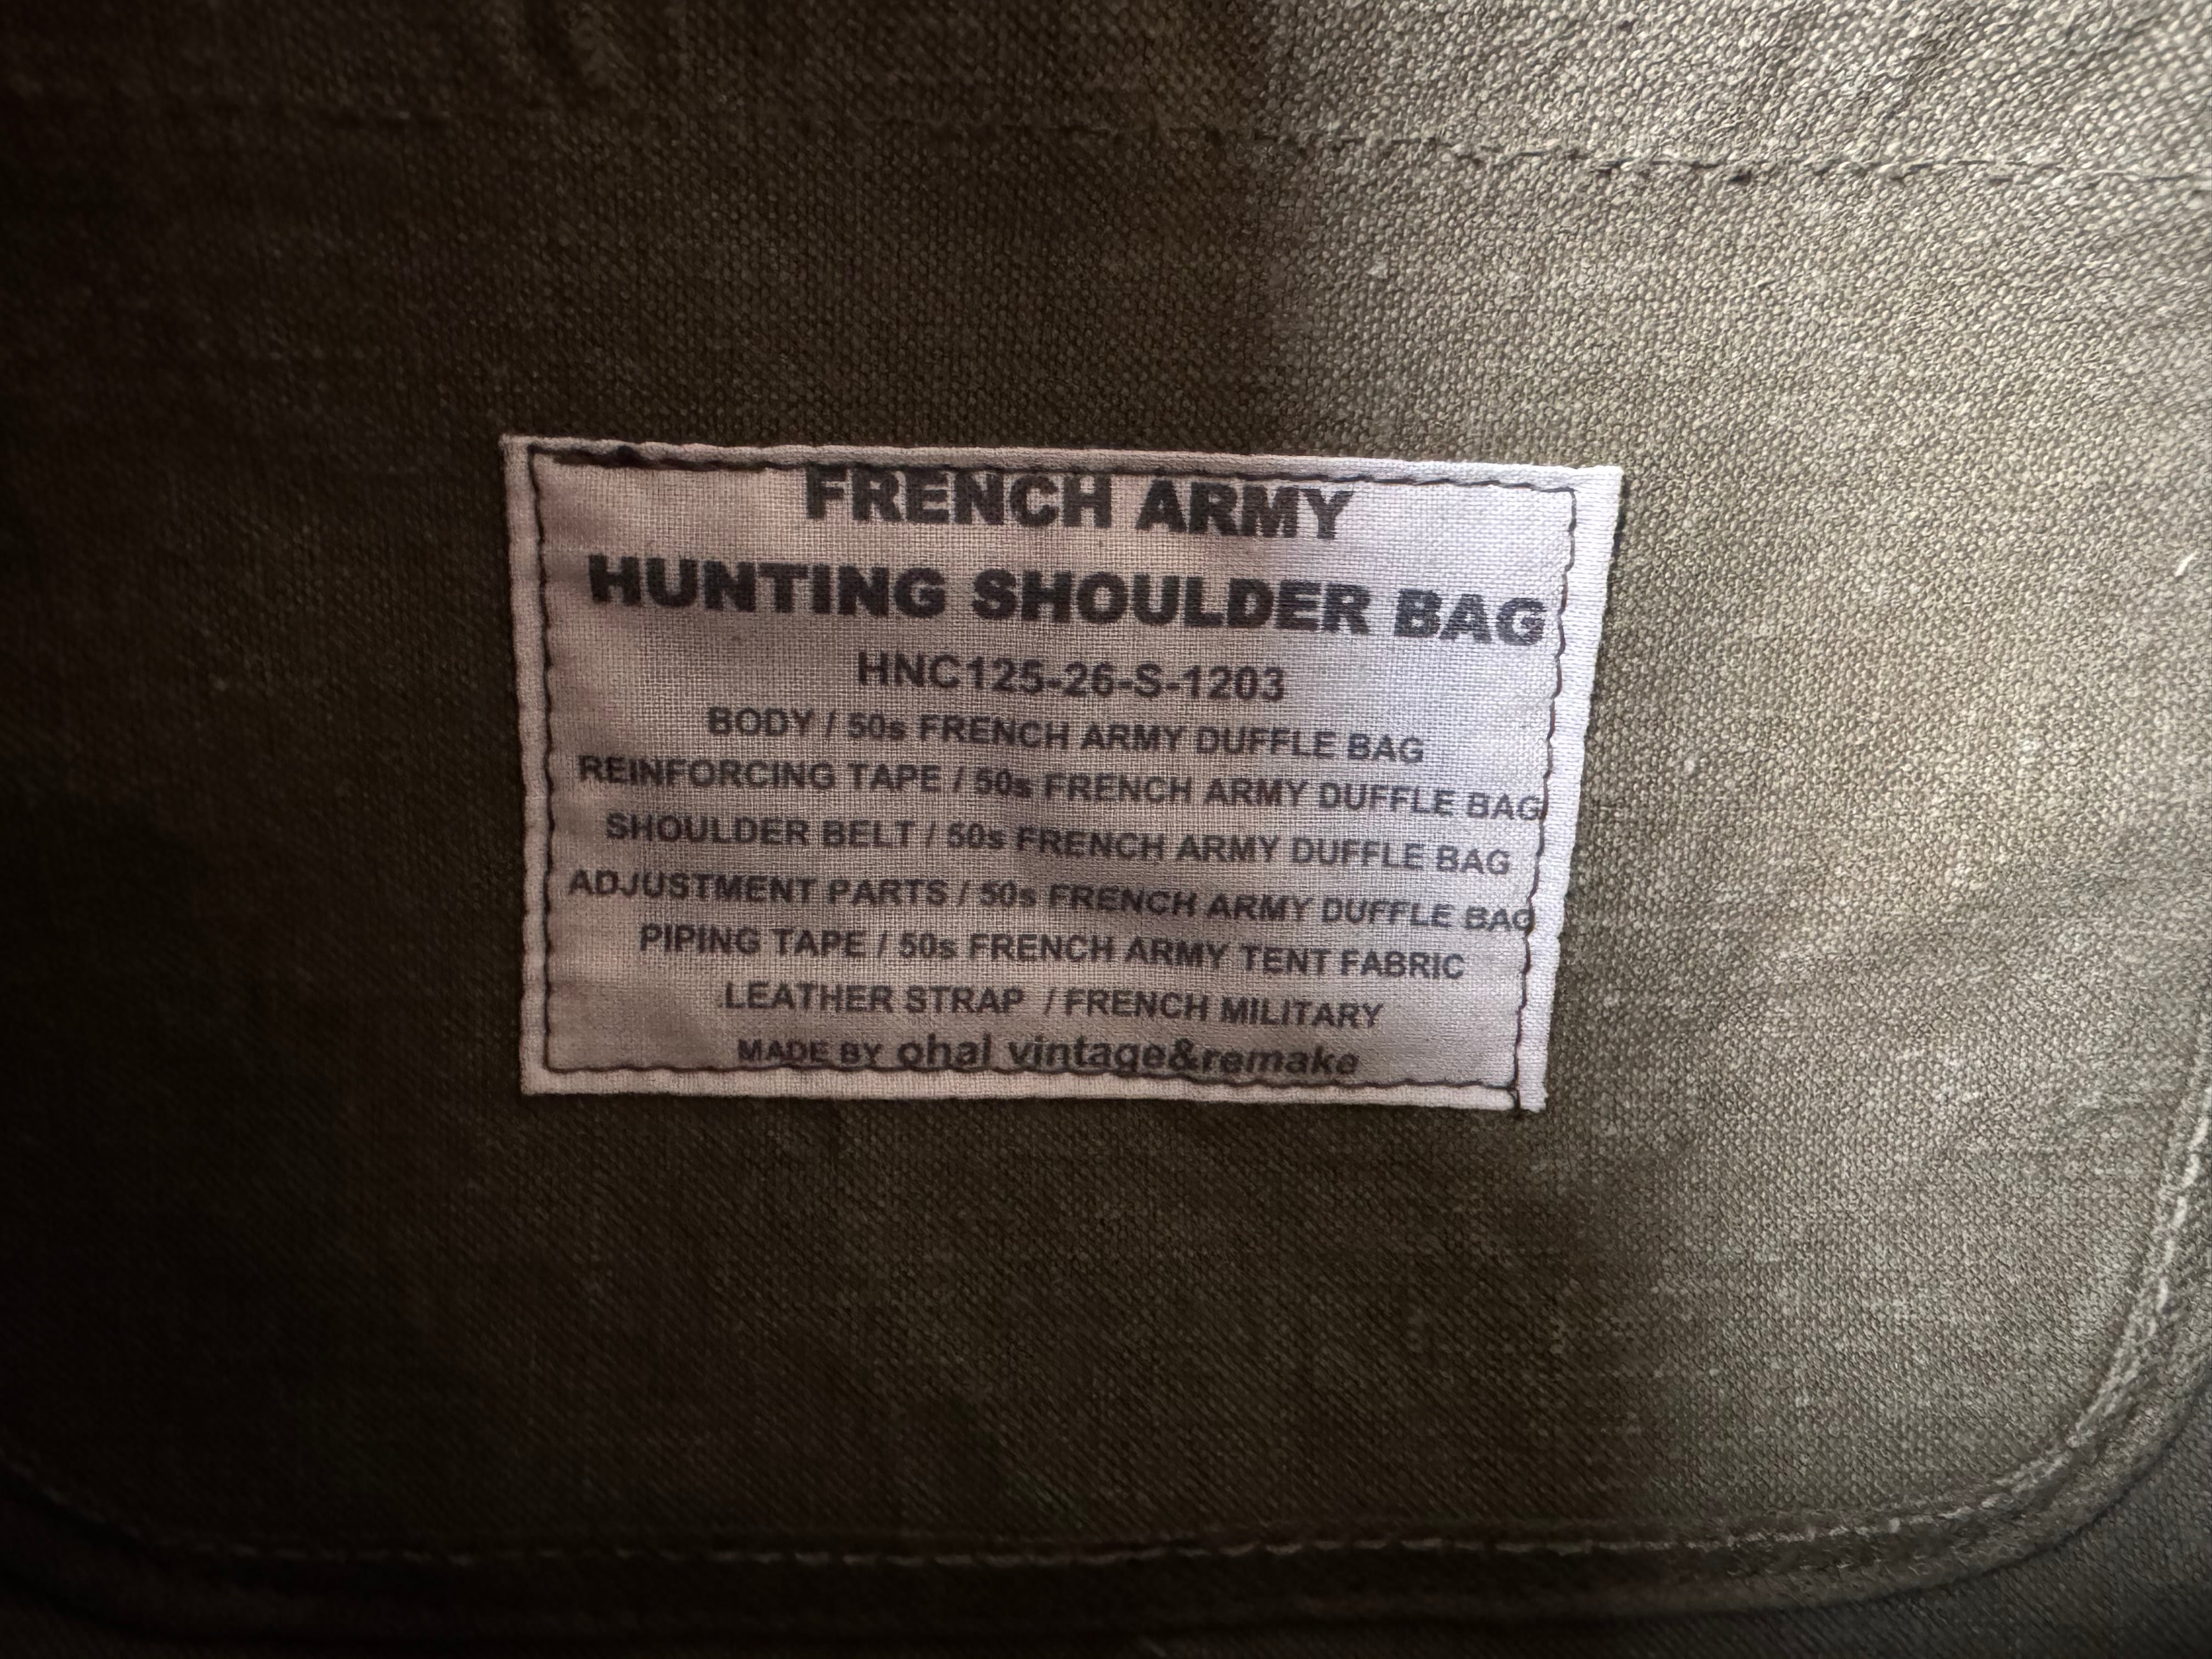 FRENCH ARMY
HUNTING SHOULDER BAG
HNC125-26-S-1203
BODY / 50s FRENCH ARMY DUFFLE BAG
REINFORCING TAPE / 50s FRENCH ARMY DUFFLE BAG
SHOULDER BELT / 50s FRENCH ARMY DUFFLE BAG
ADJUSTMENT PARTS / 50s FRENCH ARMY DUFFLE BAG
PIPING TAPE / 50s FRENCH ARMY TENT FABRIC
.LEATHER STRAP / FRENCH MILITARY
MADE BY ohal vintage&remake